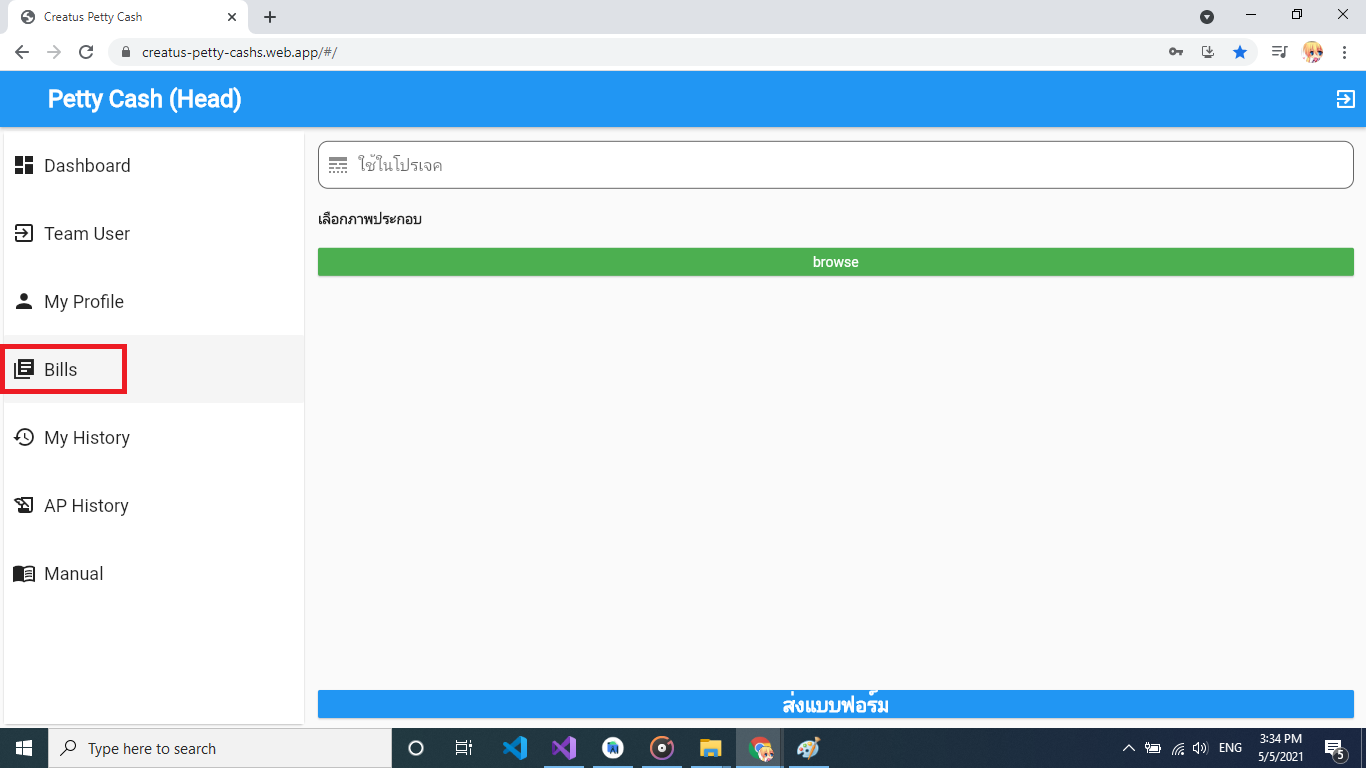 Creatus Petty Cash
creatus-petty-cashs.web.app/#/
Petty Cash (Head)
Dashboard
Team User
My Profile
Bills
My History
AP History
Manual
ใช้ในโปรเจค
เลือกภาพประกอบ
browse
ส่งแบบฟอร์ม
Type here to search
ENG
3:34 PM
5/5/2021
5